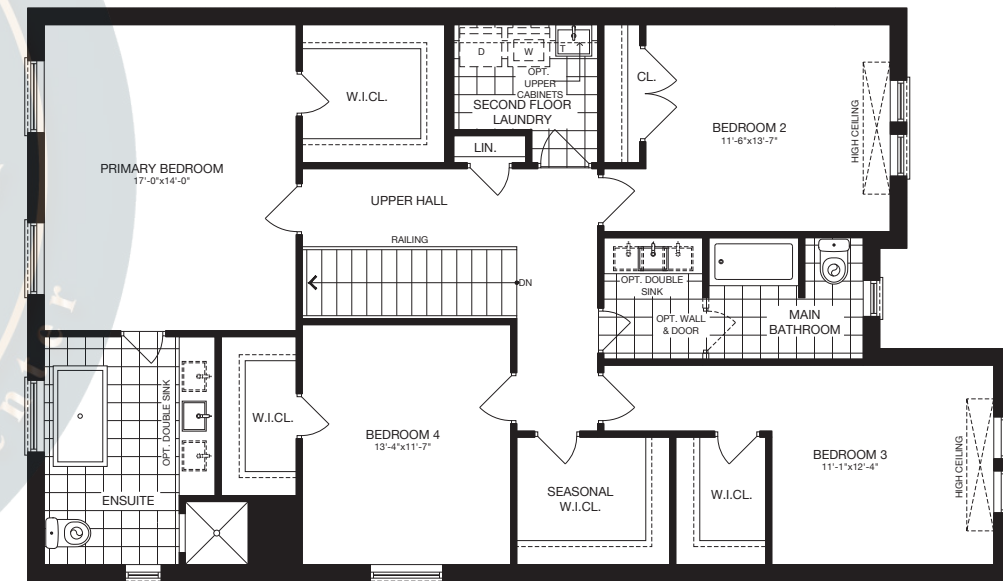 PRIMARY BEDROOM
17'-0"x14'-0"
W.I.CL.
D
W
T
OPT.
UPPER
CABINETS
SECOND FLOOR
LAUNDRY
LIN.
CL.
BEDROOM 2
11'-6"x13'-7"
HIGH CEILING
UPPER HALL
RAILING
DN
OPT. DOUBLE
SINK
OPT. WALL
& DOOR
MAIN
BATHROOM
OPT. DOUBLE SINK
ENSUITE
W.I.CL.
BEDROOM 4
13'-4"x11'-7"
SEASONAL
W.I.CL.
W.I.CL.
BEDROOM 3
11'-1"x12'-4"
HIGH CEILING
enter